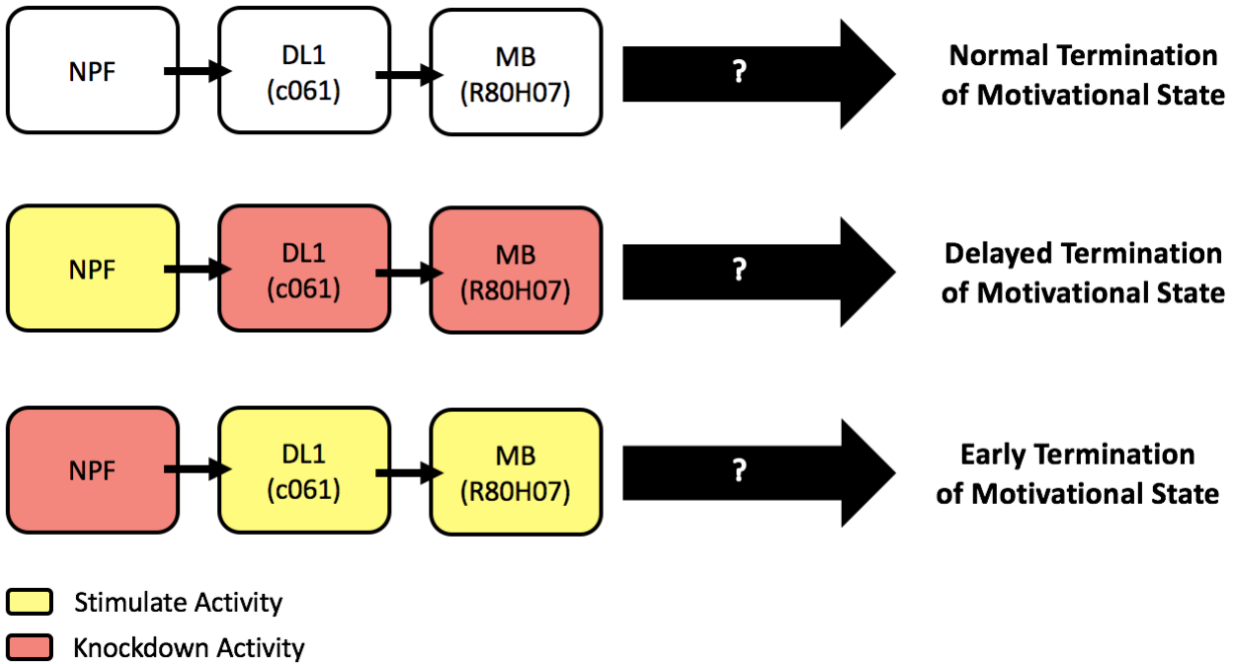 NPF
DL1
(c061)
MB
(R80H07)
?
Normal Termination
of Motivational State
NPF
DL1
(c061)
MB
(R80H07)
?
Delayed Termination
of Motivational State
NPF
DL1
(c061)
MB
(R80H07)
?
Early Termination
of Motivational State
Stimulate Activity
Knockdown Activity